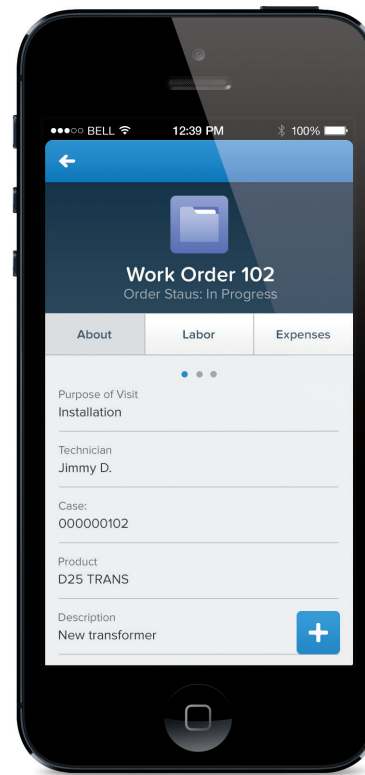 BELL 12:39 PM 100%
Work Order 102
Order Staus: In Progress
About Labor Expenses
Purpose of Visit
Installation
Technician
Jimmy D.
Case:
000000102
Product
D25 TRANS
Description
New transformer